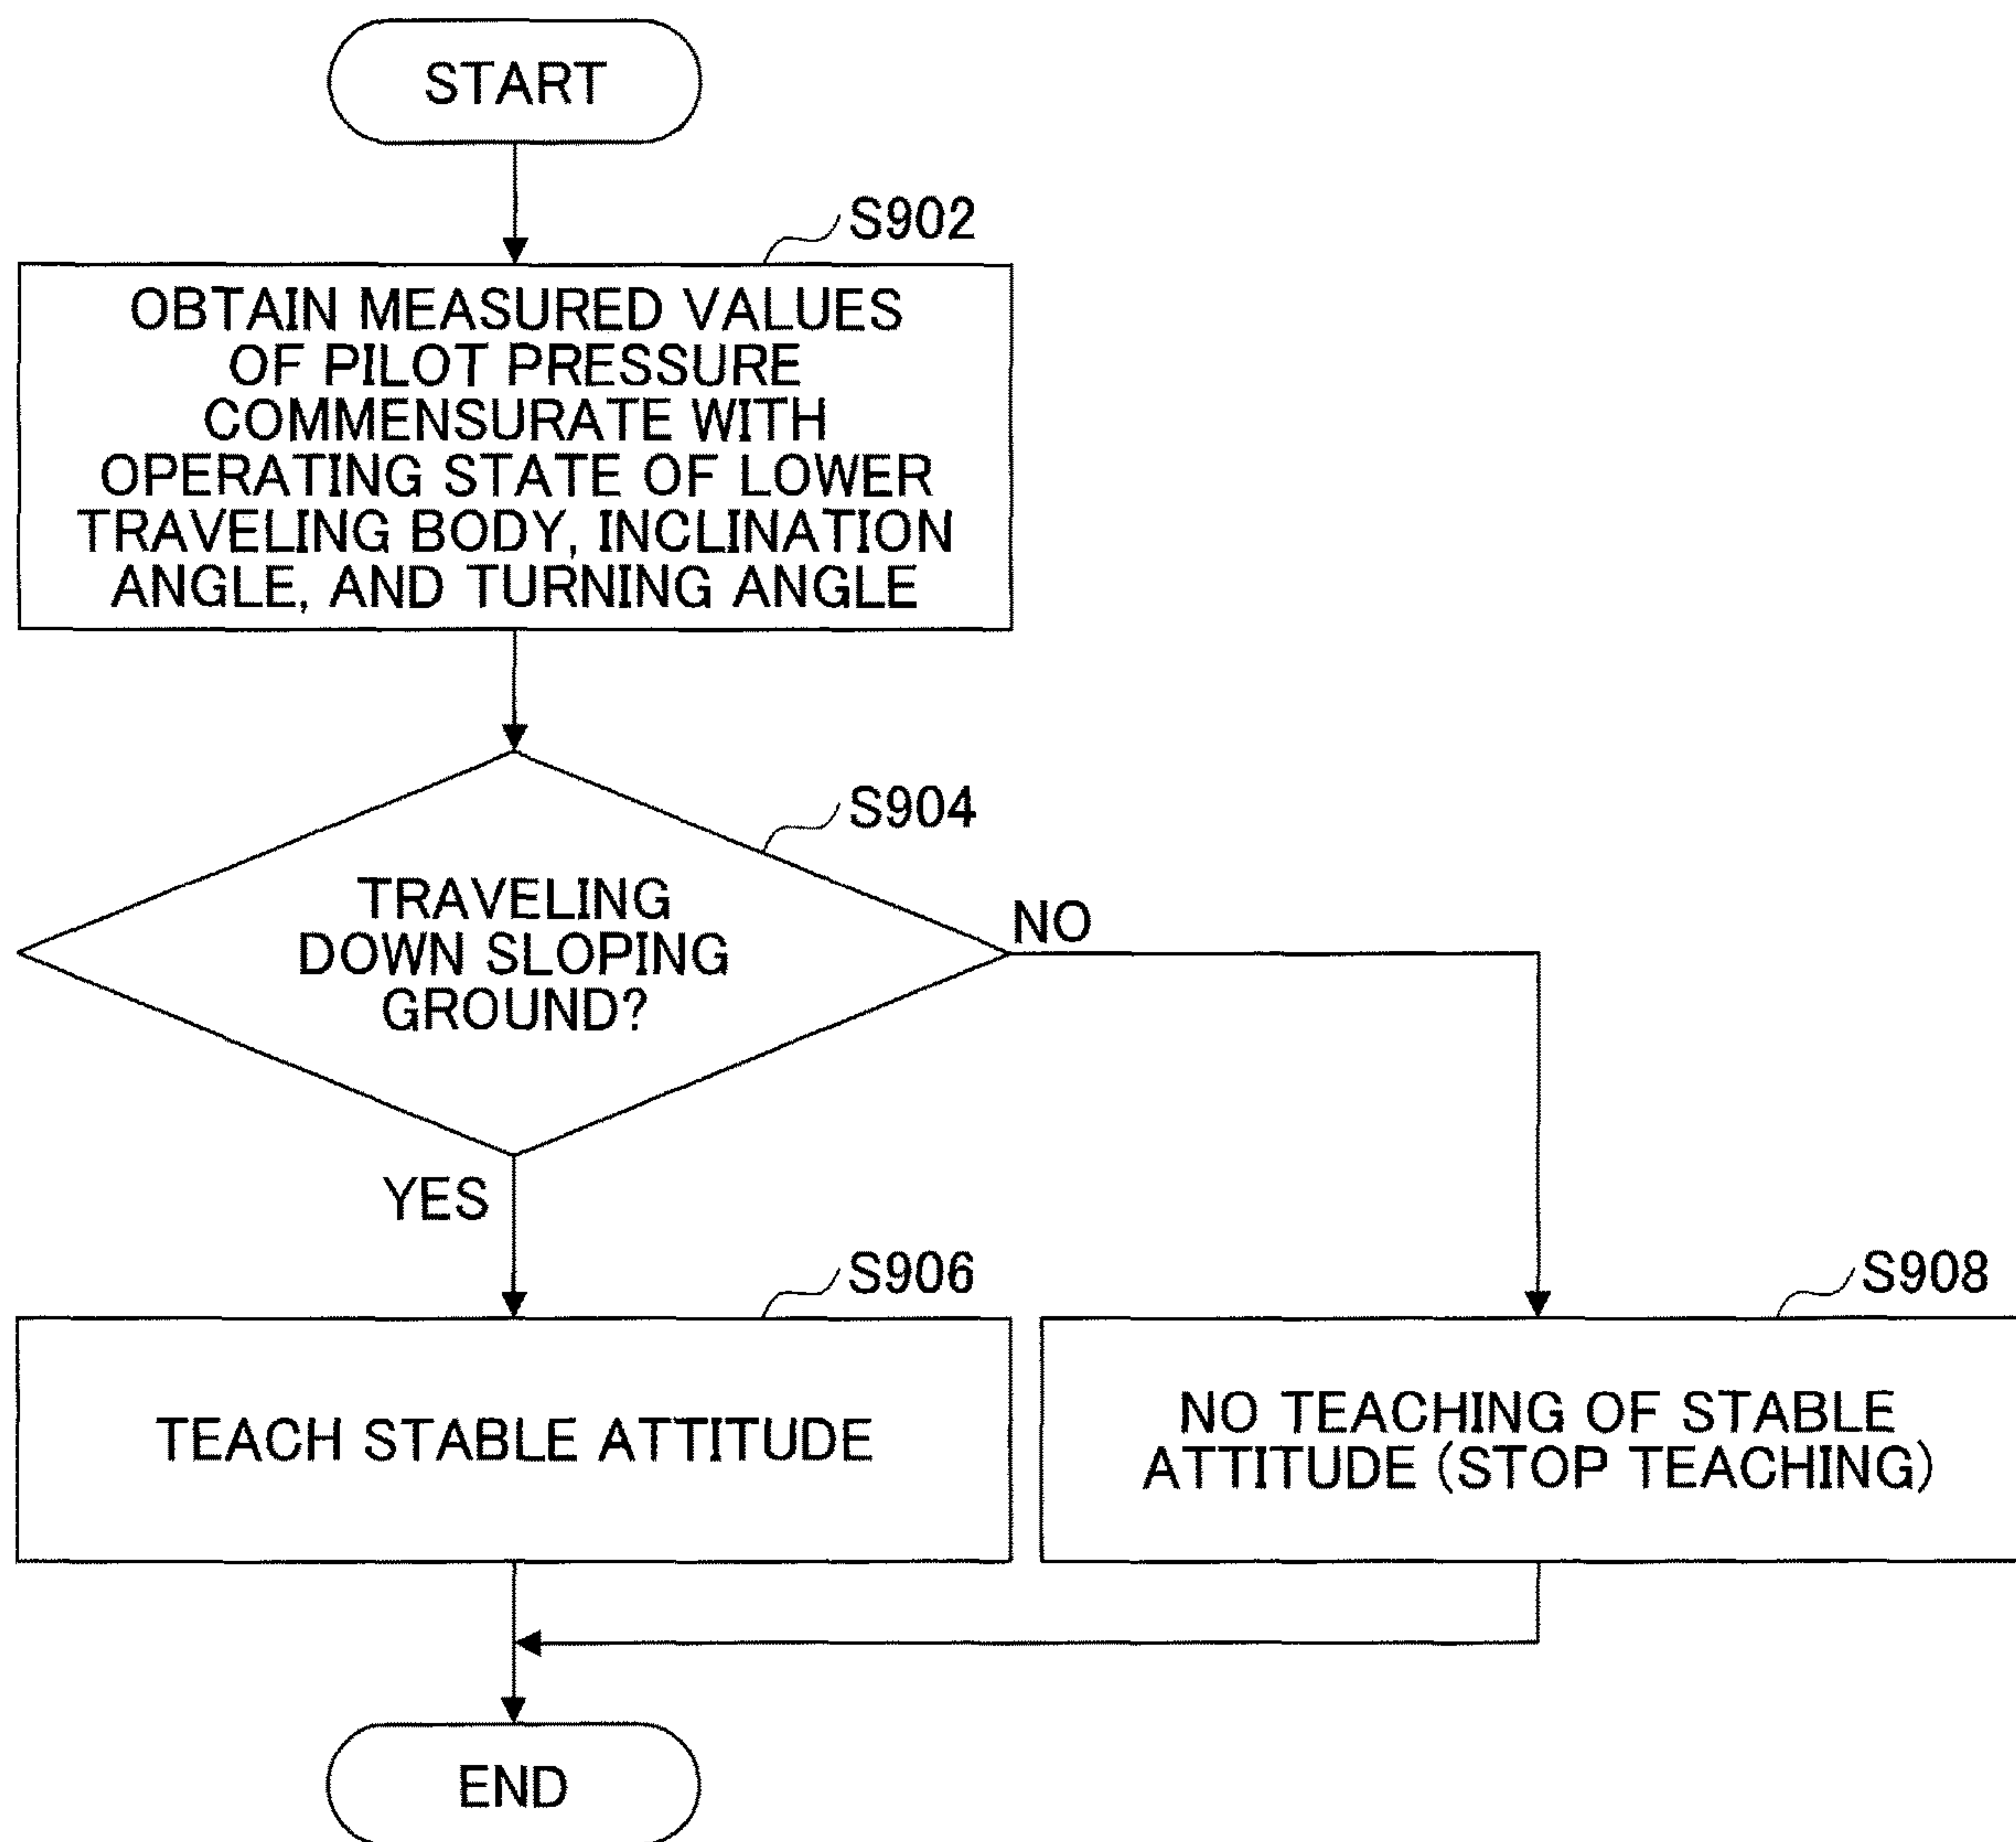 START
S902
OBTAIN MEASURED VALUES
OF PILOT PRESSURE
COMMENSURATE WITH
OPERATING STATE OF LOWER
TRAVELING BODY, INCLINATION
ANGLE, AND TURNING ANGLE
S904
TRAVELING
DOWN SLOPING
GROUND?
NO
YES
S906
TEACH STABLE ATTITUDE
S908
NO TEACHING OF STABLE
ATTITUDE (STOP TEACHING)
END